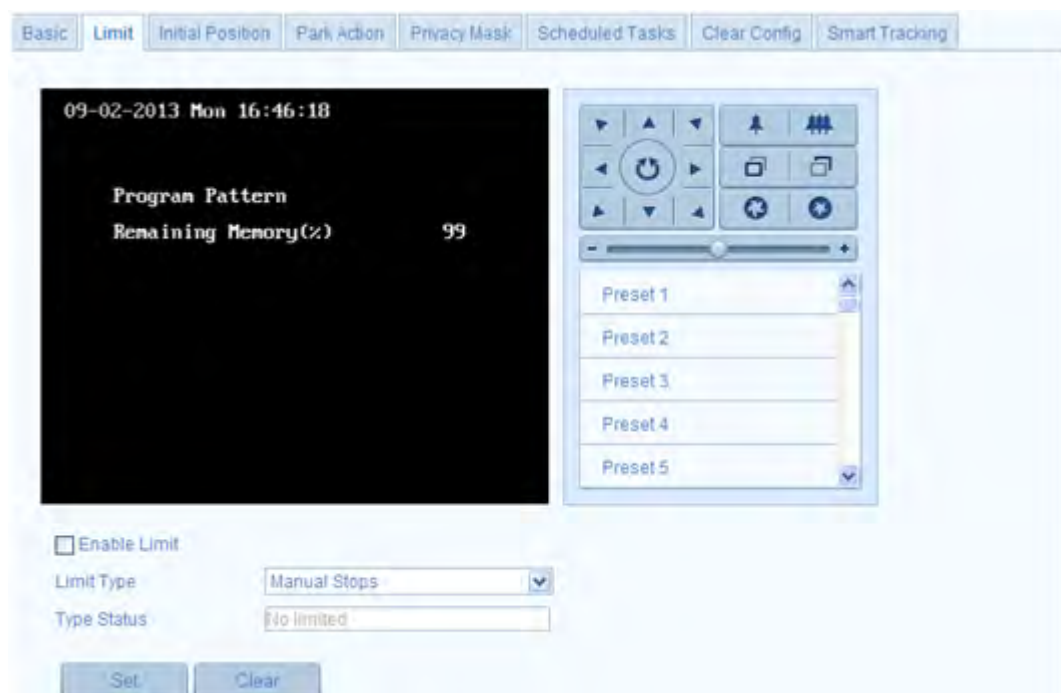 Basic Limit Initial Position Park Action Privacy Mask Scheduled Tasks Clear Config Smart Tracking
09-02-2013 Mon 16:46:18
Program Pattern
Remaining Memory(%) 99
- +
Preset 1
Preset 2
Preset 3
Preset 4
Preset 5
Enable Limit
Limit Type Manual Stops
Type Status No limited
Set Clear